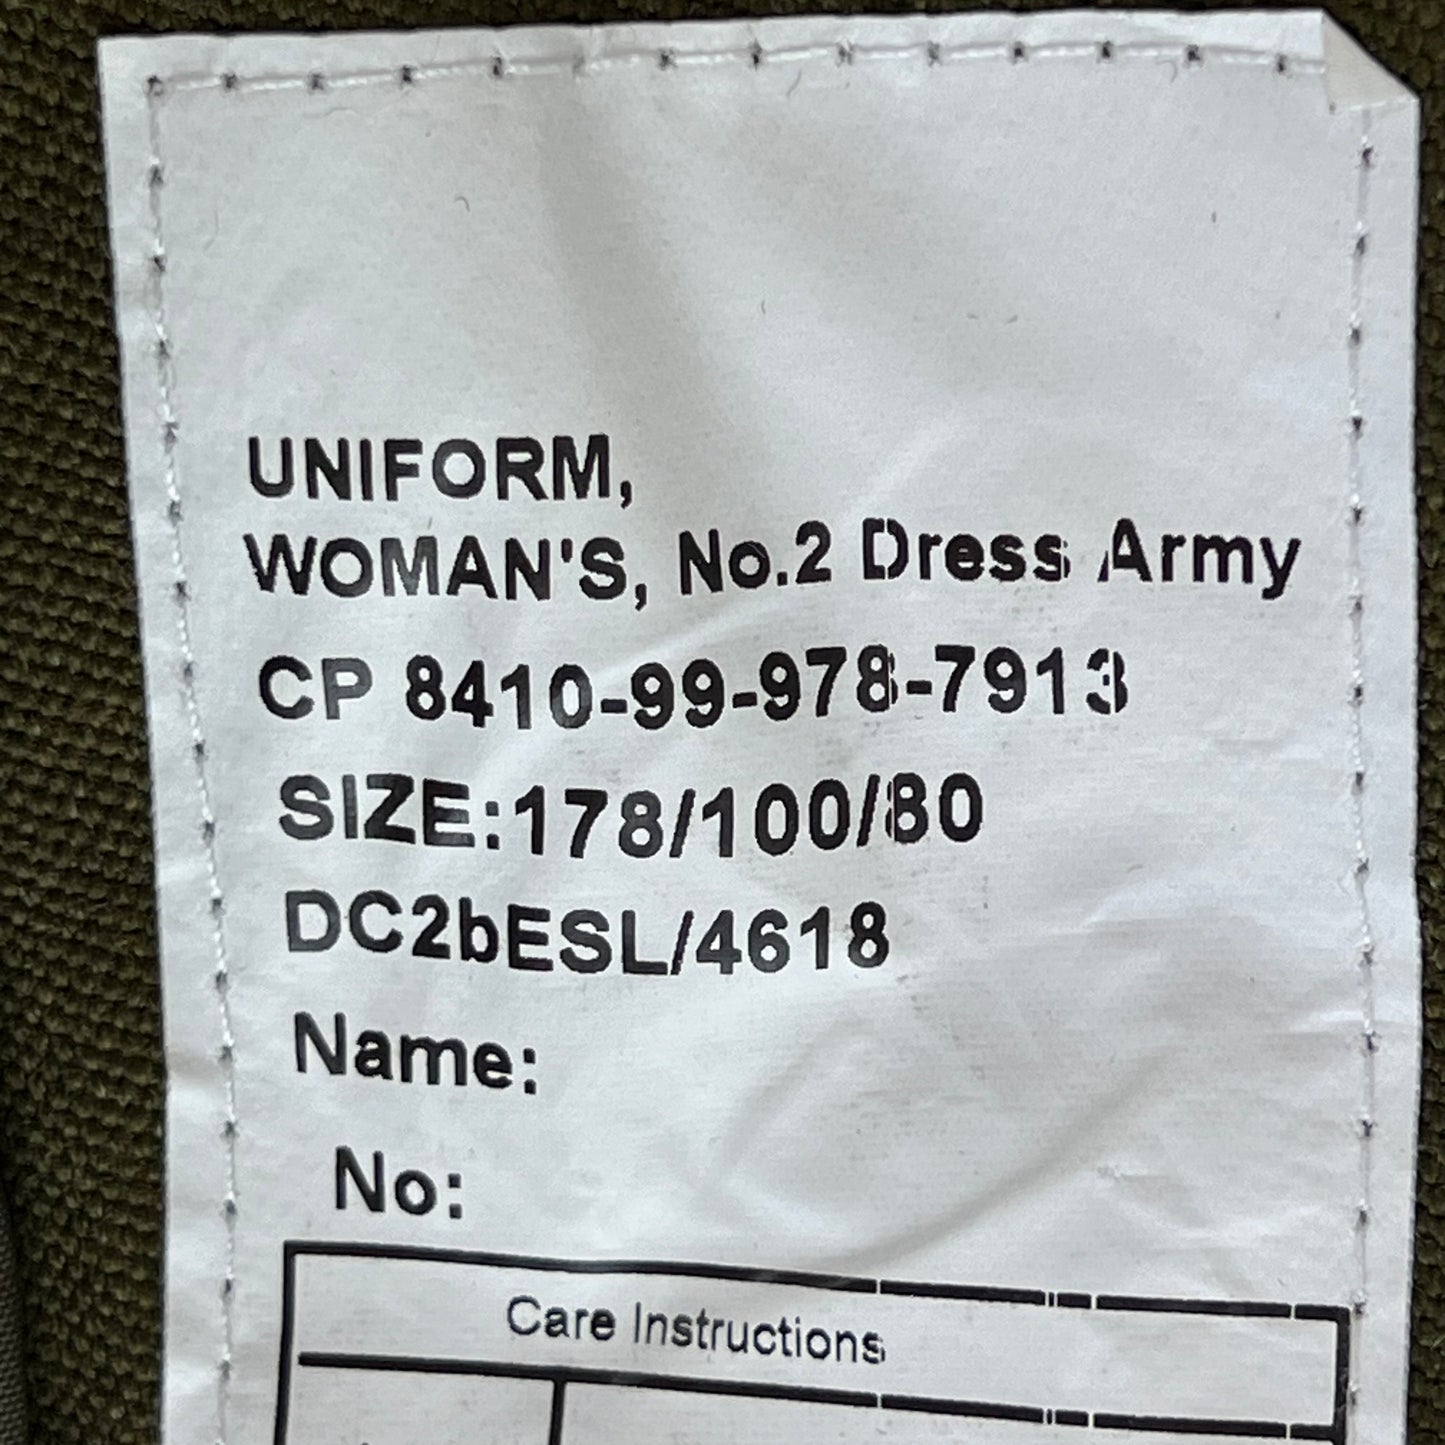 UNIFORM,
WOMAN'S, No.2 Dress Army
CP 8410-99-978-7913
SIZE:178/100/80
DC2bESL/4618
Name:
No:
Care Instructions